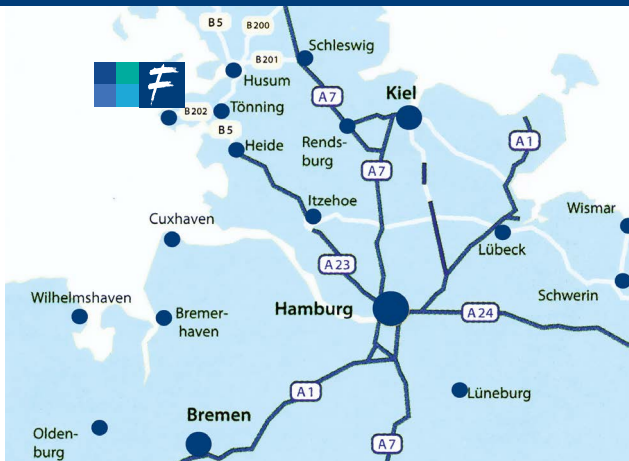 B5
B200
Schleswig
B201
Husum
F
A7
Kiel
B202
Tönning
B5
Rends-
burg
A1
Heide
A7
Itzehoe
Wismar
Cuxhaven
Lübeck
A23
Schwerin
Wilhelmshaven
Bremer-
haven
Hamburg
A24
A1
Lüneburg
Bremen
Olden-
burg
A7